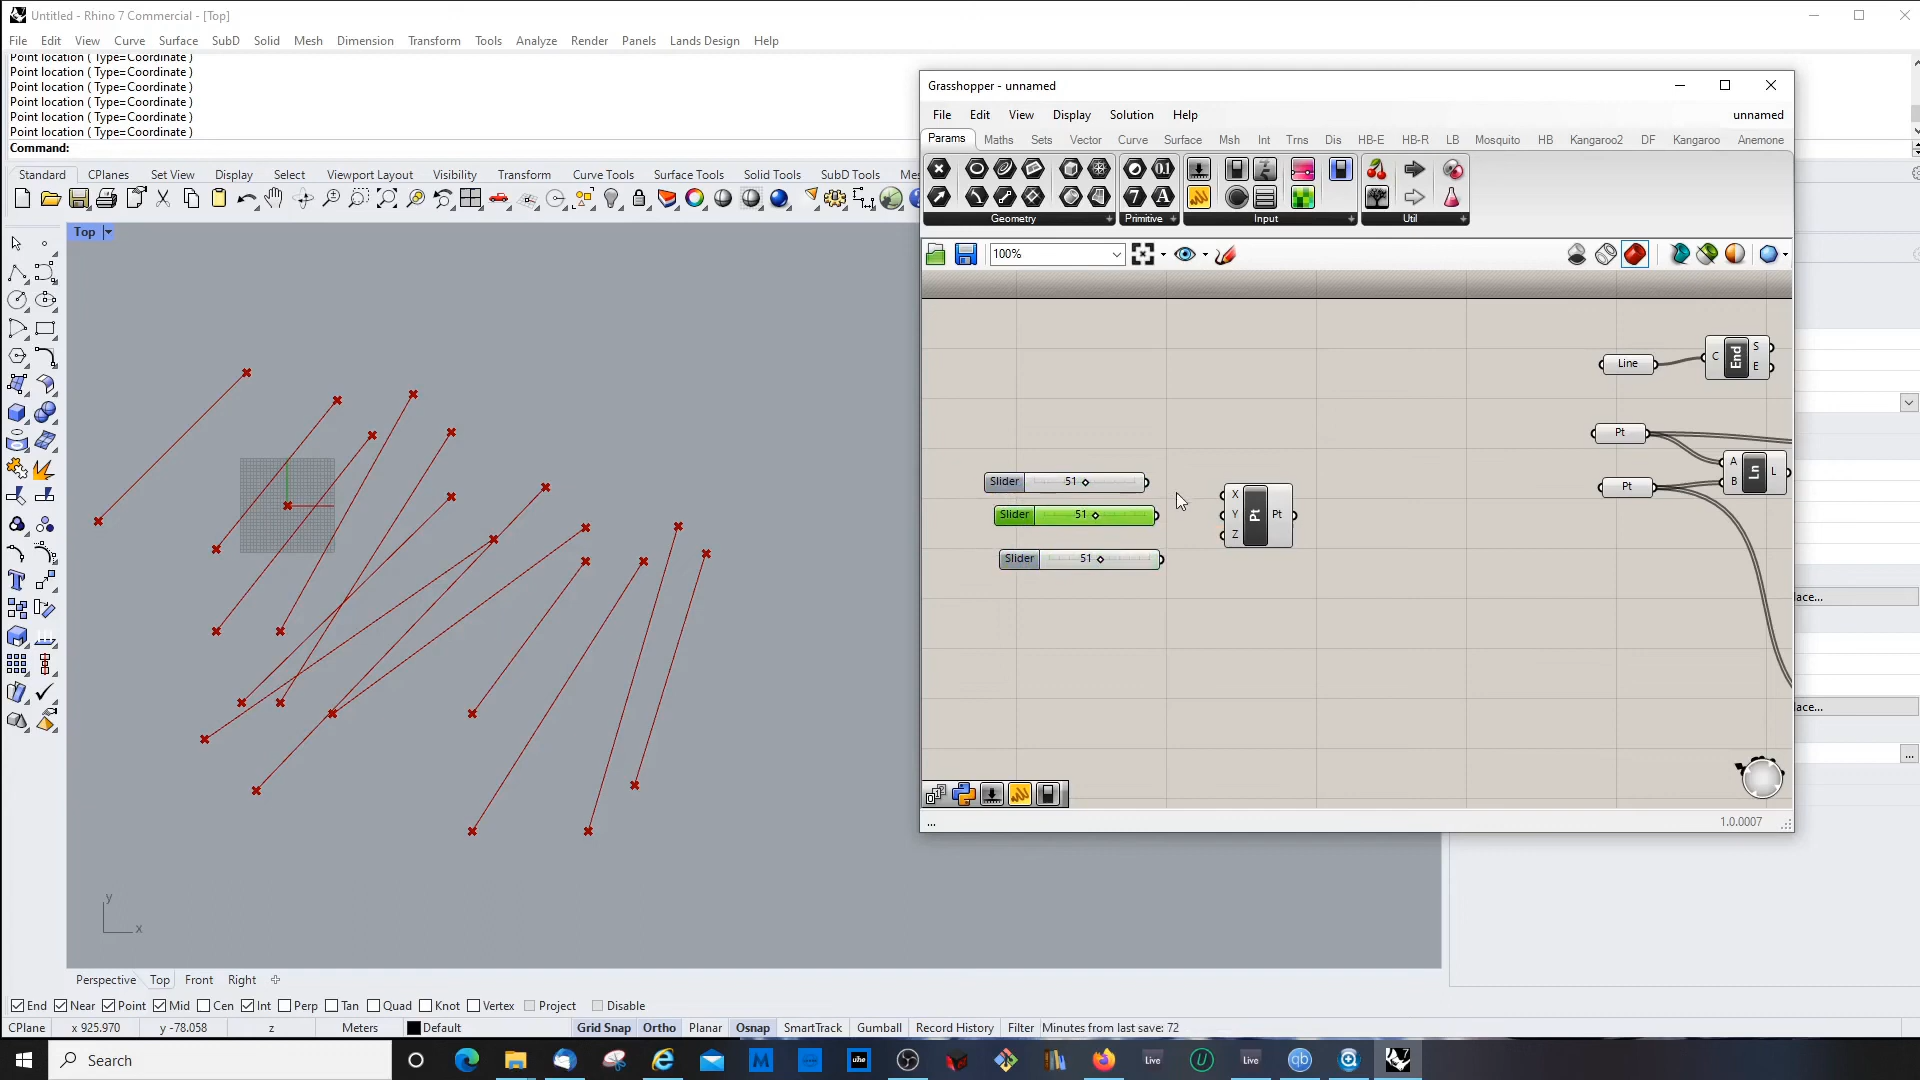 Untitled - Rhino 7 Commercial - [Top]
File Edit View Curve Surface SubD Solid Mesh Dimension Transform Tools Analyze Render Panels Lands Design Help
Point location ( Type=Coordinate )
Point location ( Type=Coordinate )
Point location ( Type=Coordinate )
Point location ( Type=Coordinate )
Point location ( Type=Coordinate )
Point location ( Type=Coordinate )
Command:
Standard CPlanes Set View Display Select Viewport Layout Visibility Transform Curve Tools Surface Tools Solid Tools SubD Tools Mes
Top
Grasshopper - unnamed
File Edit View Display Solution Help unnamed
Params Maths Sets Vector Curve Surface Msh Int Trns Dis HB-E HB-R LB Mosquito HB Kangaroo2 DF Kangaroo Anemone
Geometry Primitive Input Util
100%
Line C End S E
Pt
A B Ln L
Pt
Slider 51
Slider 51
Slider 51
X Y Z Pt Pt
lace...
lace...
...
... 1.0.0007
y
x
Perspective Top Front Right
End Near Point Mid Cen Int Perp Tan Quad Knot Vertex Project Disable
CPlane x 925.970 y -78.058 z Meters Default Grid Snap Ortho Planar Osnap SmartTrack Gumball Record History Filter Minutes from last save: 72
Search M uhe Live U Live qb